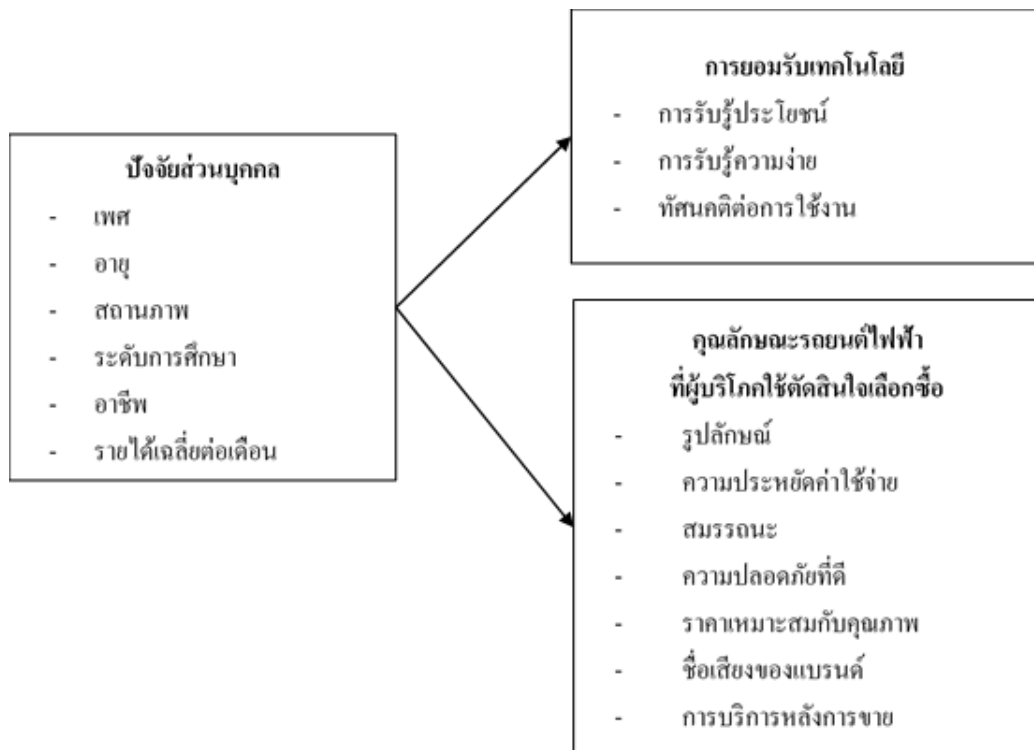 ปัจจัยส่วนบุคคล
- เพศ
- อายุ
- สถานภาพ
- ระดับการศึกษา
- อาชีพ
- รายได้เฉลี่ยต่อเดือน
การยอมรับเทคโนโลยี
- การรับรู้ประโยชน์
- การรับรู้ความง่าย
- ทัศนคติต่อการใช้งาน
คุณลักษณะรถยนต์ไฟฟ้า
ที่ผู้บริโภคใช้ตัดสินใจเลือกซื้อ
- รูปลักษณ์
- ความประหยัดค่าใช้จ่าย
- สมรรถนะ
- ความปลอดภัยที่ดี
- ราคาเหมาะสมกับคุณภาพ
- ชื่อเสียงของแบรนด์
- การบริการหลังการขาย